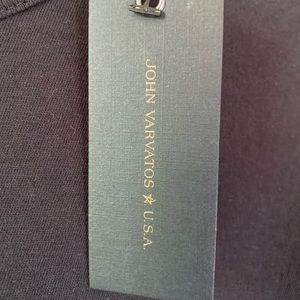 JOHN VARVATOS ★ U.S.A.